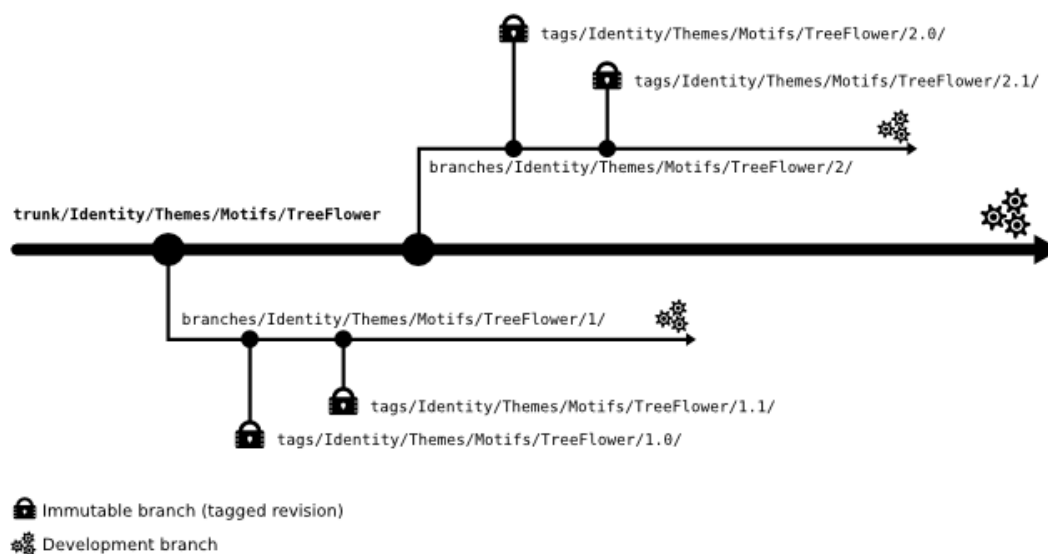 tags/Identity/Themes/Motifs/TreeFlower/2.0/
tags/Identity/Themes/Motifs/TreeFlower/2.1/
branches/Identity/Themes/Motifs/TreeFlower/2/
trunk/Identity/Themes/Motifs/TreeFlower
branches/Identity/Themes/Motifs/TreeFlower/1/
tags/Identity/Themes/Motifs/TreeFlower/1.1/
tags/Identity/Themes/Motifs/TreeFlower/1.0/
Immutable branch (tagged revision)
Development branch